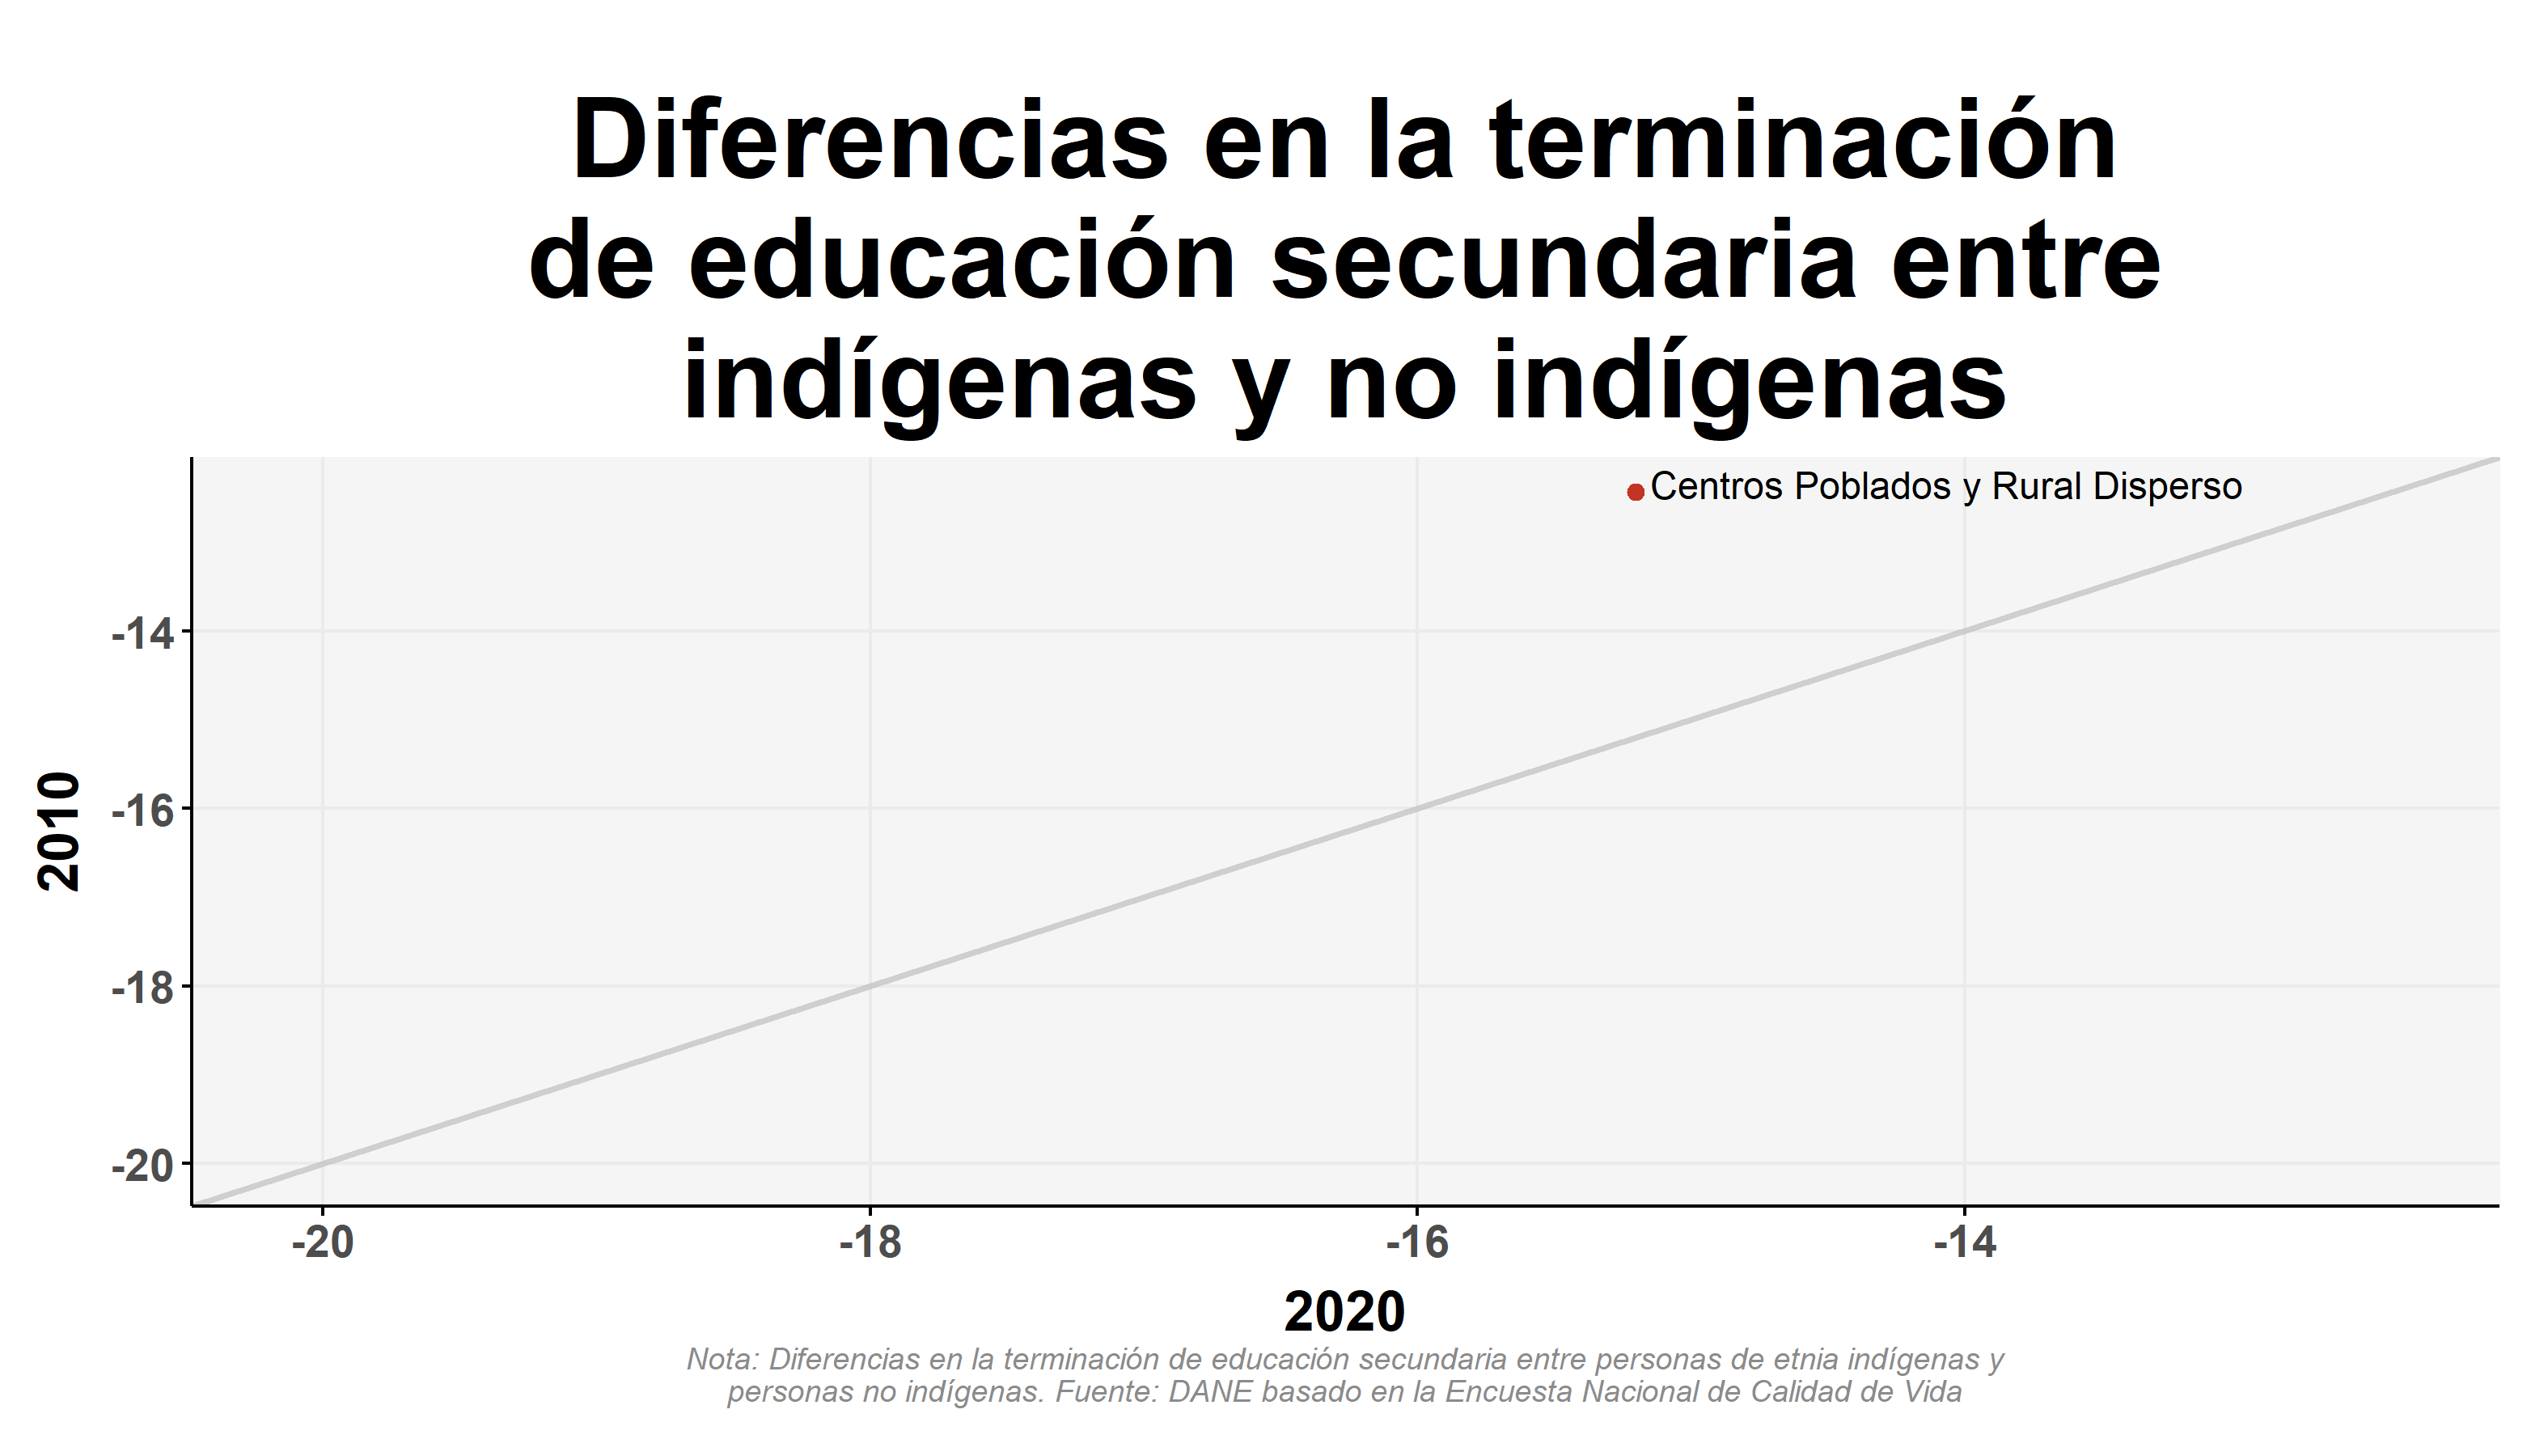 Diferencias en la terminación
de educación secundaria entre
indígenas y no indígenas
Centros Poblados y Rural Disperso
-14
-16
-18
-20
2010
-20 -18 -16 -14
2020
Nota: Diferencias en la terminación de educación secundaria entre personas de etnia indígenas y
personas no indígenas. Fuente: DANE basado en la Encuesta Nacional de Calidad de Vida